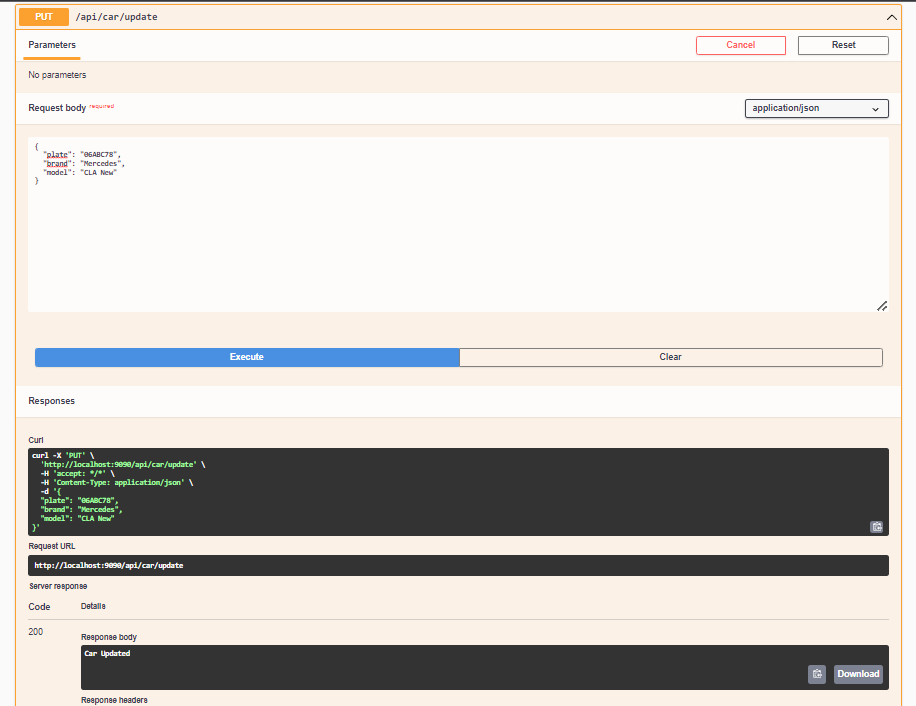 PUT /api/car/update
Parameters
Cancel Reset
No parameters
Request body required
application/json
{
"plate": "06ABC78",
"brand": "Mercedes",
"model": "CLA New"
}
Execute Clear
Responses
Curl
curl -X 'PUT' \
'http://localhost:9090/api/car/update' \
-H 'accept: */*' \
-H 'Content-Type: application/json' \
-d '{
"plate": "06ABC78",
"brand": "Mercedes",
"model": "CLA New"
}'
Request URL
http://localhost:9090/api/car/update
Server response
Code Details
200
Response body
Car Updated
Download
Response headers